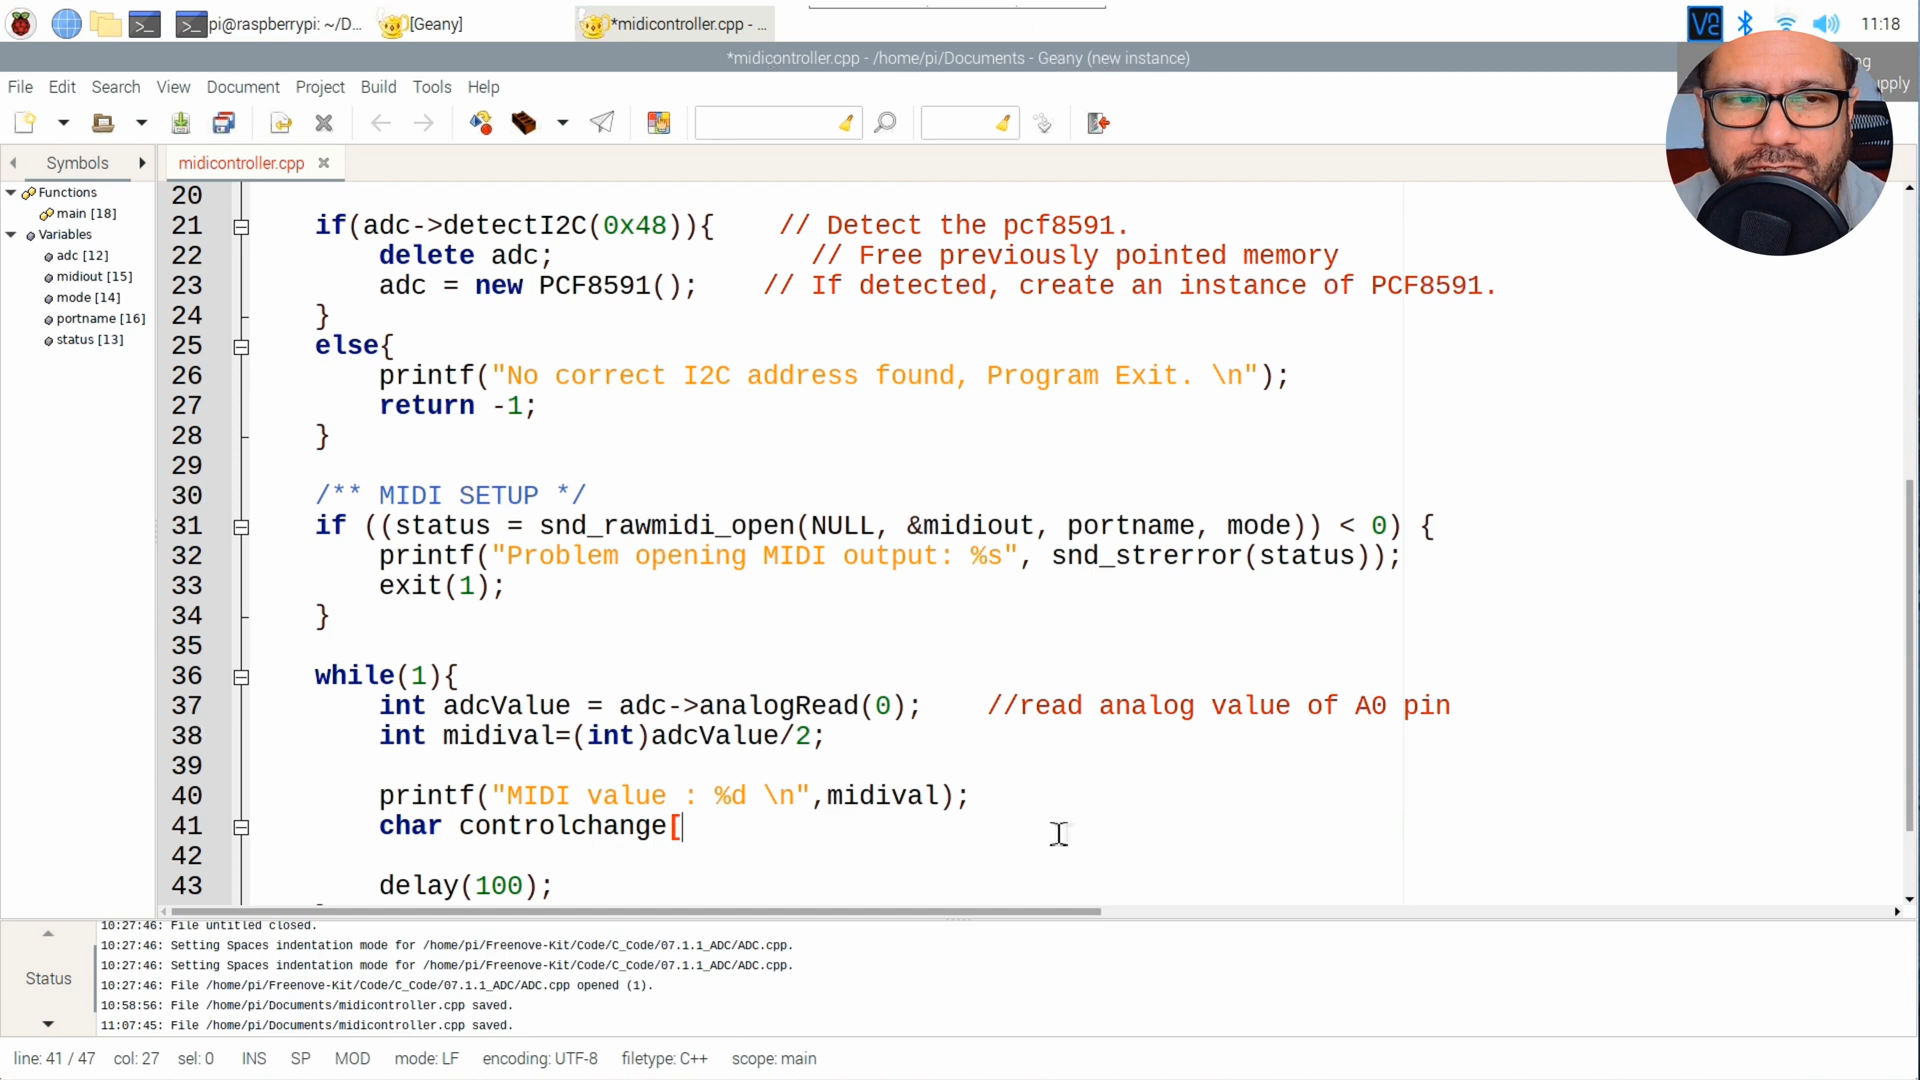 pi@raspberrypi: ~/D...
[Geany]
*midicontroller.cpp - ...
11:18
*midicontroller.cpp - /home/pi/Documents - Geany (new instance)
File Edit Search View Document Project Build Tools Help
Symbols
midicontroller.cpp
Functions
main [18]
Variables
adc [12]
midiout [15]
mode [14]
portname [16]
status [13]
20
21 if(adc->detectI2C(0x48)){ // Detect the pcf8591.
22 delete adc; // Free previously pointed memory
23 adc = new PCF8591(); // If detected, create an instance of PCF8591.
24 }
25 else{
26 printf("No correct I2C address found, Program Exit. \n");
27 return -1;
28 }
29
30 /** MIDI SETUP */
31 if ((status = snd_rawmidi_open(NULL, &midiout, portname, mode)) < 0) {
32 printf("Problem opening MIDI output: %s", snd_strerror(status));
33 exit(1);
34 }
35
36 while(1){
37 int adcValue = adc->analogRead(0); //read analog value of A0 pin
38 int midival=(int)adcValue/2;
39
40 printf("MIDI value : %d \n",midival);
41 char controlchange[
42
43 delay(100);
Status
10:27:46: File untitled closed.
10:27:46: Setting Spaces indentation mode for /home/pi/Freenove-Kit/Code/C_Code/07.1.1_ADC/ADC.cpp.
10:27:46: Setting Spaces indentation mode for /home/pi/Freenove-Kit/Code/C_Code/07.1.1_ADC/ADC.cpp.
10:27:46: File /home/pi/Freenove-Kit/Code/C_Code/07.1.1_ADC/ADC.cpp opened (1).
10:58:56: File /home/pi/Documents/midicontroller.cpp saved.
11:07:45: File /home/pi/Documents/midicontroller.cpp saved.
line: 41 / 47 col: 27 sel: 0 INS SP MOD mode: LF encoding: UTF-8 filetype: C++ scope: main